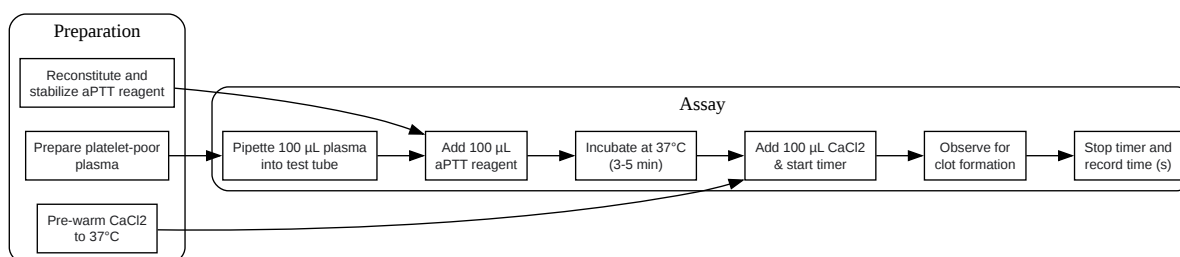 Preparation
Reconstitute and
stabilize aPTT reagent
Prepare platelet-poor
plasma
Pre-warm CaCl2
to 37°C
Assay
Pipette 100 µL plasma
into test tube
Add 100 µL
aPTT reagent
Incubate at 37°C
(3-5 min)
Add 100 µL CaCl2
& start timer
Observe for
clot formation
Stop timer and
record time (s)